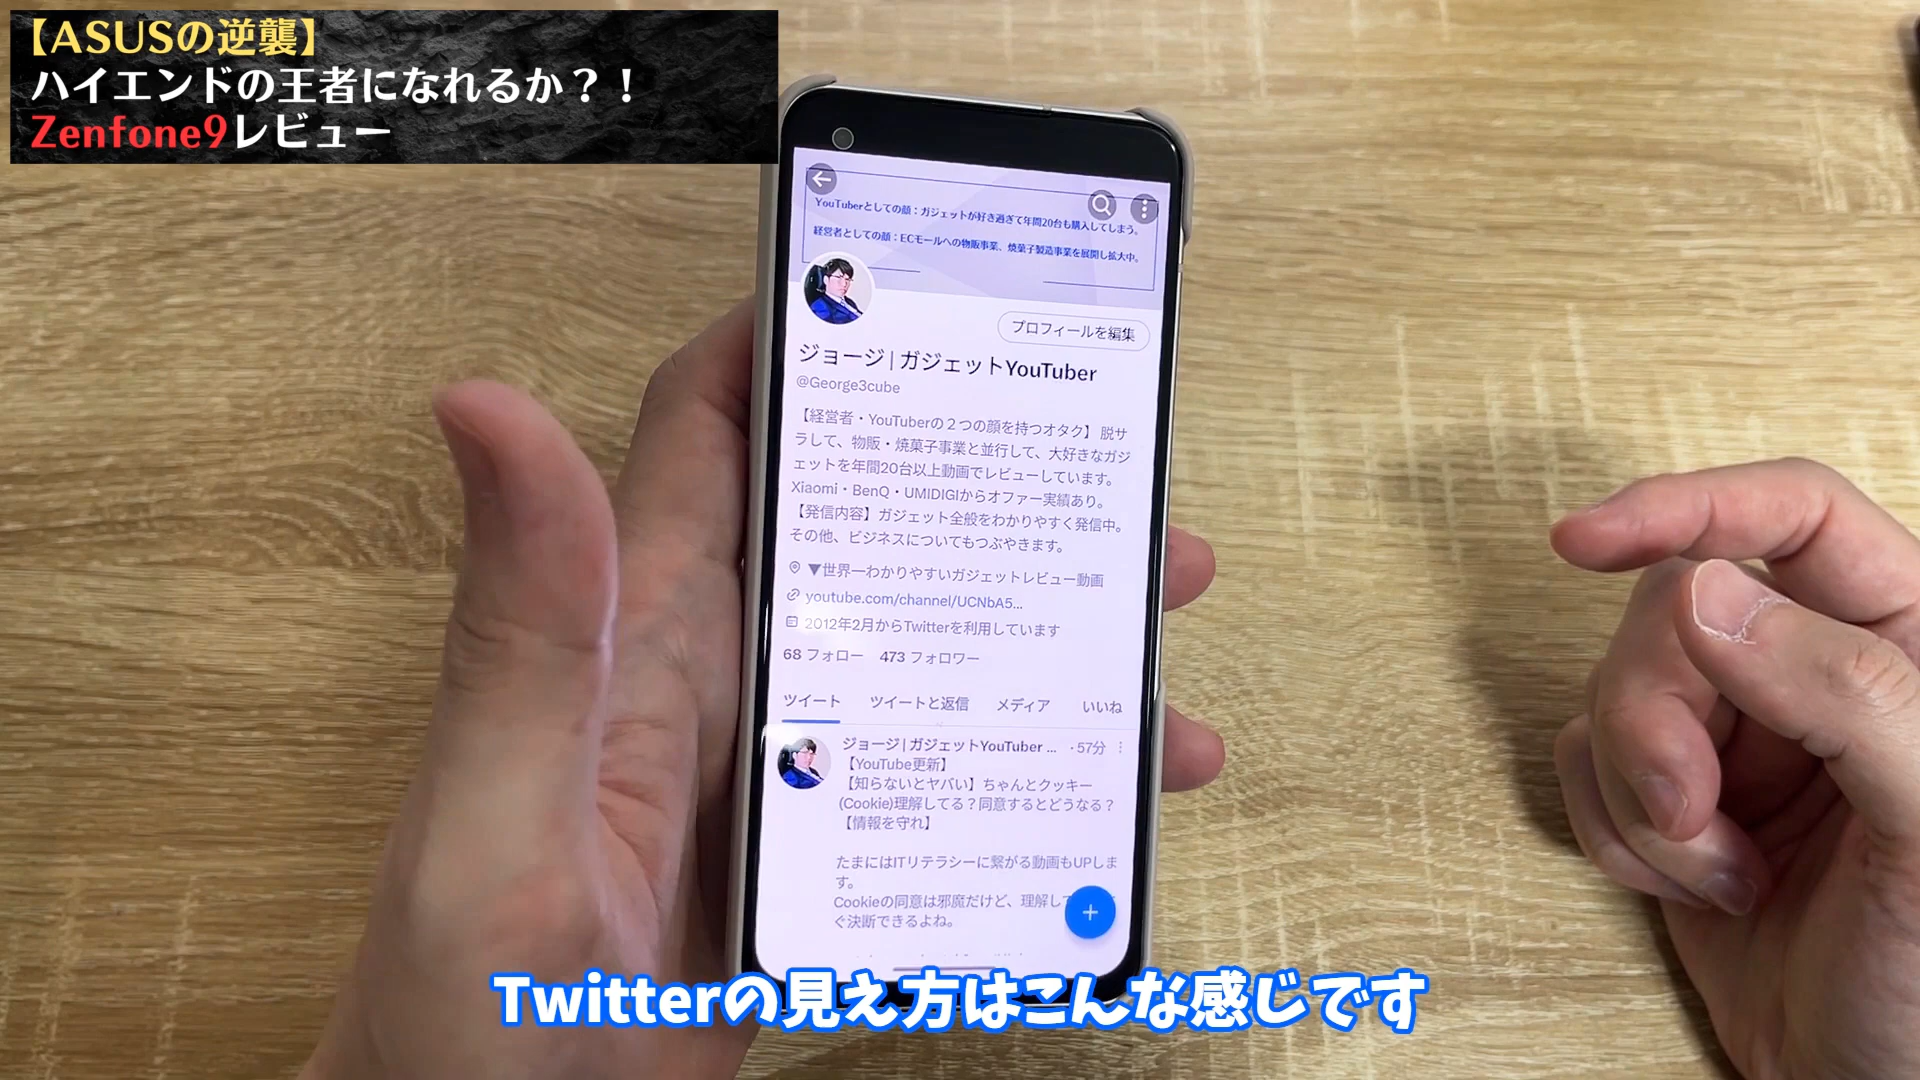 【ASUSの逆襲】
ハイエンドの王者になれるか？！
Zenfone9レビュー
YouTuberとしての顔：ガジェットが好き過ぎて年間20台も購入してしまう。
経営者としての顔：ECモールへの物販事業、焼菓子製造事業を展開し拡大中。
プロフィールを編集
ジョージ | ガジェットYouTuber
@George3cube
【経営者・YouTuberの２つの顔を持つオタク】 脱サ
ラして、物販・焼菓子事業と並行して、大好きなガジ
ェットを年間20台以上動画でレビューしています。
Xiaomi・BenQ・UMIDIGIからオファー実績あり。
【発信内容】ガジェット全般をわかりやすく発信中。
その他、ビジネスについてもつぶやきます。
▼世界一わかりやすいガジェットレビュー動画
youtube.com/channel/UCNbA5...
2012年2月からTwitterを利用しています
68 フォロー 473 フォロワー
ツイート ツイートと返信 メディア いいね
ジョージ | ガジェットYouTuber ... ・57分
【YouTube更新】
【知らないとヤバい】ちゃんとクッキー
(Cookie)理解してる？同意するとどうなる？
【情報を守れ】
たまにはITリテラシーに繋がる動画もUPしま
す。
Cookieの同意は邪魔だけど、理解して
ぐ決断できるよね。
Twitterの見え方はこんな感じです